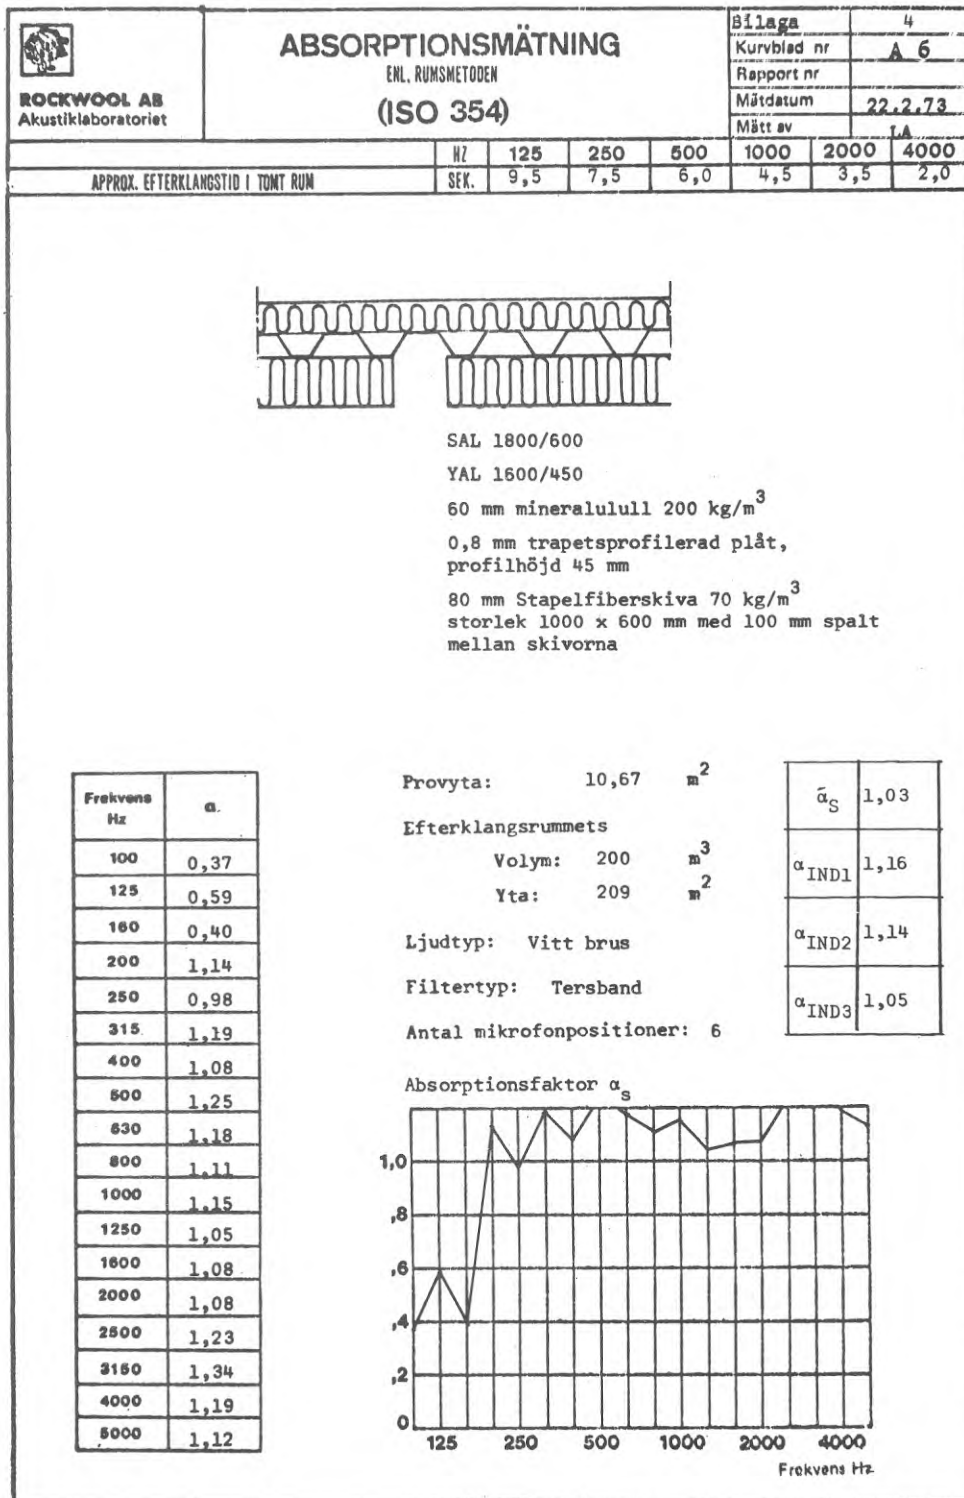 ROCKWOOL AB
Akustiklaboratoriet
ABSORPTIONSMÄTNING
ENL. RUMSMETODEN
(ISO 354)
Bilaga 4
Kurvblad nr A 6
Rapport nr
Mätdatum 22.2.73
Mätt av LA
HZ 125 250 500 1000 2000 4000
APPROX. EFTERKLANGSTID I TOMT RUM SEK. 9,5 7,5 6,0 4,5 3,5 2,0
SAL 1800/600
YAL 1600/450
60 mm mineralulull 200 kg/m³
0,8 mm trapetsprofilerad plåt,
profilhöjd 45 mm
80 mm Stapelfiberskiva 70 kg/m³
storlek 1000 x 600 mm med 100 mm spalt
mellan skivorna
Frekvens Hz α.
100 0,37
125 0,59
160 0,40
200 1,14
250 0,98
315 1,19
400 1,08
500 1,25
630 1,18
800 1,11
1000 1,15
1250 1,05
1600 1,08
2000 1,08
2500 1,23
3150 1,34
4000 1,19
5000 1,12
Provyta: 10,67 m²
Efterklangsrummets
Volym: 200 m³
Yta: 209 m²
Ljudtyp: Vitt brus
Filtertyp: Tersband
Antal mikrofonpositioner: 6
α̃S 1,03
αIND1 1,16
αIND2 1,14
αIND3 1,05
Absorptionsfaktor αs
1,0
,8
,6
,4
,2
0
125 250 500 1000 2000 4000
Frekvens Hz